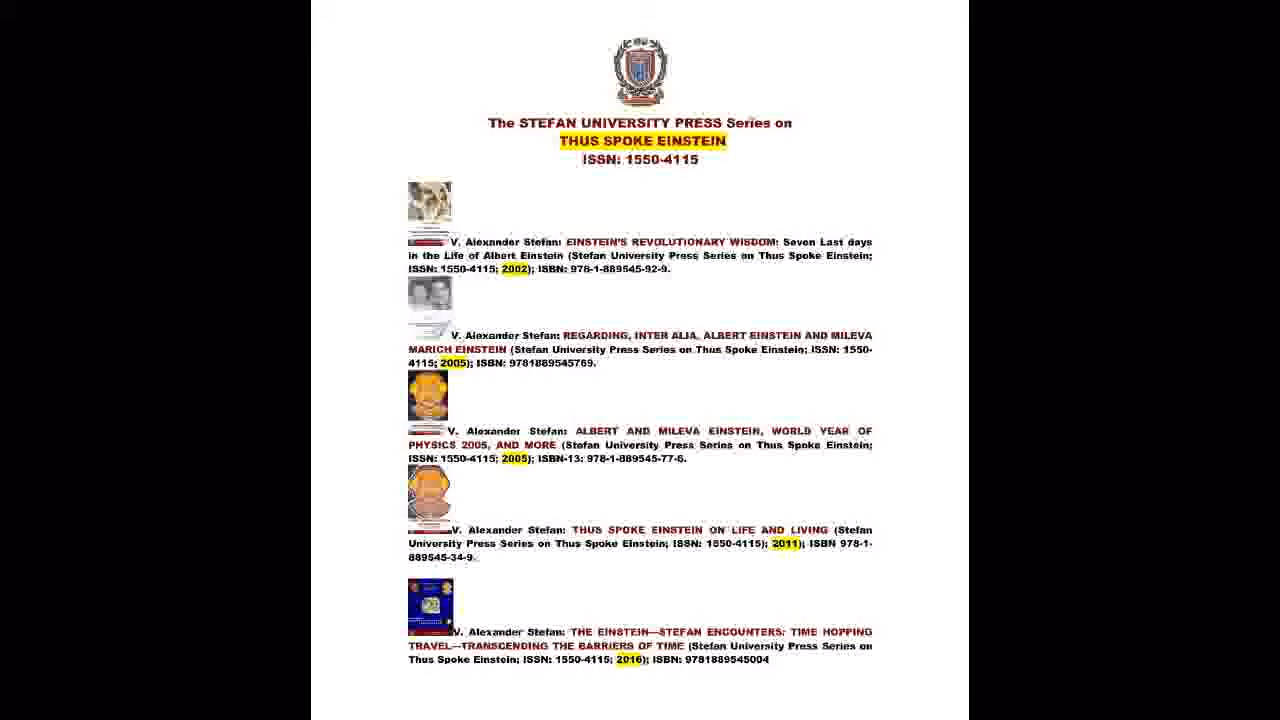 The STEFAN UNIVERSITY PRESS Series on
THUS SPOKE EINSTEIN
ISSN: 1550-4115
V. Alexander Stefan: EINSTEIN'S REVOLUTIONARY WISDOM: Seven Last days
in the Life of Albert Einstein (Stefan University Press Series on Thus Spoke Einstein;
ISSN: 1550-4115; 2002); ISBN: 978-1-889545-92-9.
V. Alexander Stefan: REGARDING, INTER ALIA, ALBERT EINSTEIN AND MILEVA
MARICH EINSTEIN (Stefan University Press Series on Thus Spoke Einstein; ISSN: 1550-
4115; 2005); ISBN: 9781889545769.
V. Alexander Stefan: ALBERT AND MILEVA EINSTEIN, WORLD YEAR OF
PHYSICS 2005, AND MORE (Stefan University Press Series on Thus Spoke Einstein;
ISSN: 1550-4115; 2005); ISBN-13: 978-1-889545-77-6.
V. Alexander Stefan: THUS SPOKE EINSTEIN ON LIFE AND LIVING (Stefan
University Press Series on Thus Spoke Einstein; ISSN: 1550-4115); 2011); ISBN 978-1-
889545-34-9.
V. Alexander Stefan: THE EINSTEIN—STEFAN ENCOUNTERS: TIME HOPPING
TRAVEL—TRANSCENDING THE BARRIERS OF TIME (Stefan University Press Series on
Thus Spoke Einstein; ISSN: 1550-4115; 2016); ISBN: 9781889545004